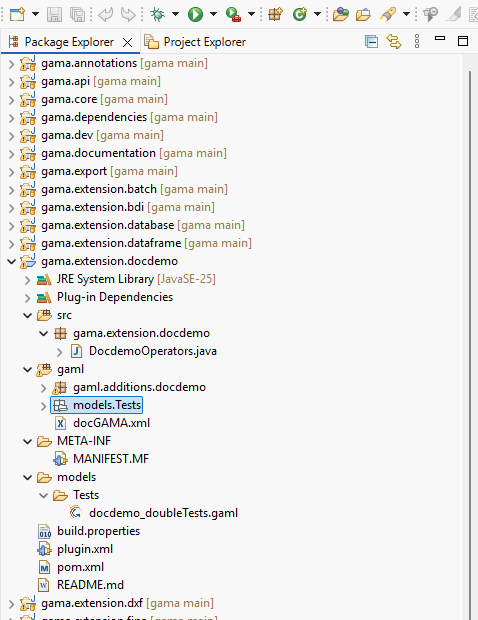 Package Explorer
Project Explorer
gama.annotations [gama main]
gama.api [gama main]
gama.core [gama main]
gama.dependencies [gama main]
gama.dev [gama main]
gama.documentation [gama main]
gama.export [gama main]
gama.extension.batch [gama main]
gama.extension.bdi [gama main]
gama.extension.database [gama main]
gama.extension.dataframe [gama main]
gama.extension.docdemo
JRE System Library [JavaSE-25]
Plug-in Dependencies
src
gama.extension.docdemo
DocdemoOperators.java
gaml
gaml.additions.docdemo
models.Tests
docGAMA.xml
META-INF
MANIFEST.MF
models
Tests
docdemo_doubleTests.gaml
build.properties
plugin.xml
pom.xml
README.md
gama.extension.dxf [gama main]